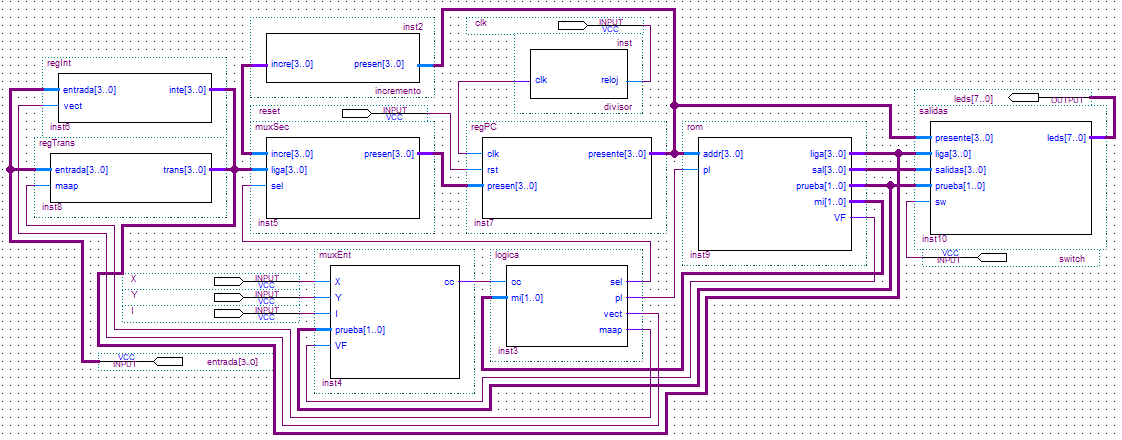 inst2
incre[3..0] presen[3..0]
incremento
clk INPUT
VCC
inst
clk reloj
divisor
regInt
entrada[3..0] inte[3..0]
vect
inst6
regTrans
entrada[3..0] trans[3..0]
maap
inst8
reset INPUT
VCC
muxSec
incre[3..0] presen[3..0]
liga[3..0]
sel
inst5
regPC
clk presente[3..0]
rst
presen[3..0]
inst7
rom
addr[3..0] liga[3..0]
pl sal[3..0]
prueba[1..0]
mi[1..0]
VF
inst9
leds[7..0] OUTPUT
salidas
presente[3..0] leds[7..0]
liga[3..0]
salidas[3..0]
prueba[1..0]
sw
inst10
VCC
INPUT switch
X INPUT
VCC
Y INPUT
VCC
I INPUT
VCC
VCC
INPUT entrada[3..0]
muxEnt
X cc
Y
I
prueba[1..0]
VF
inst4
logica
cc sel
mi[1..0] pl
vect
maap
inst3